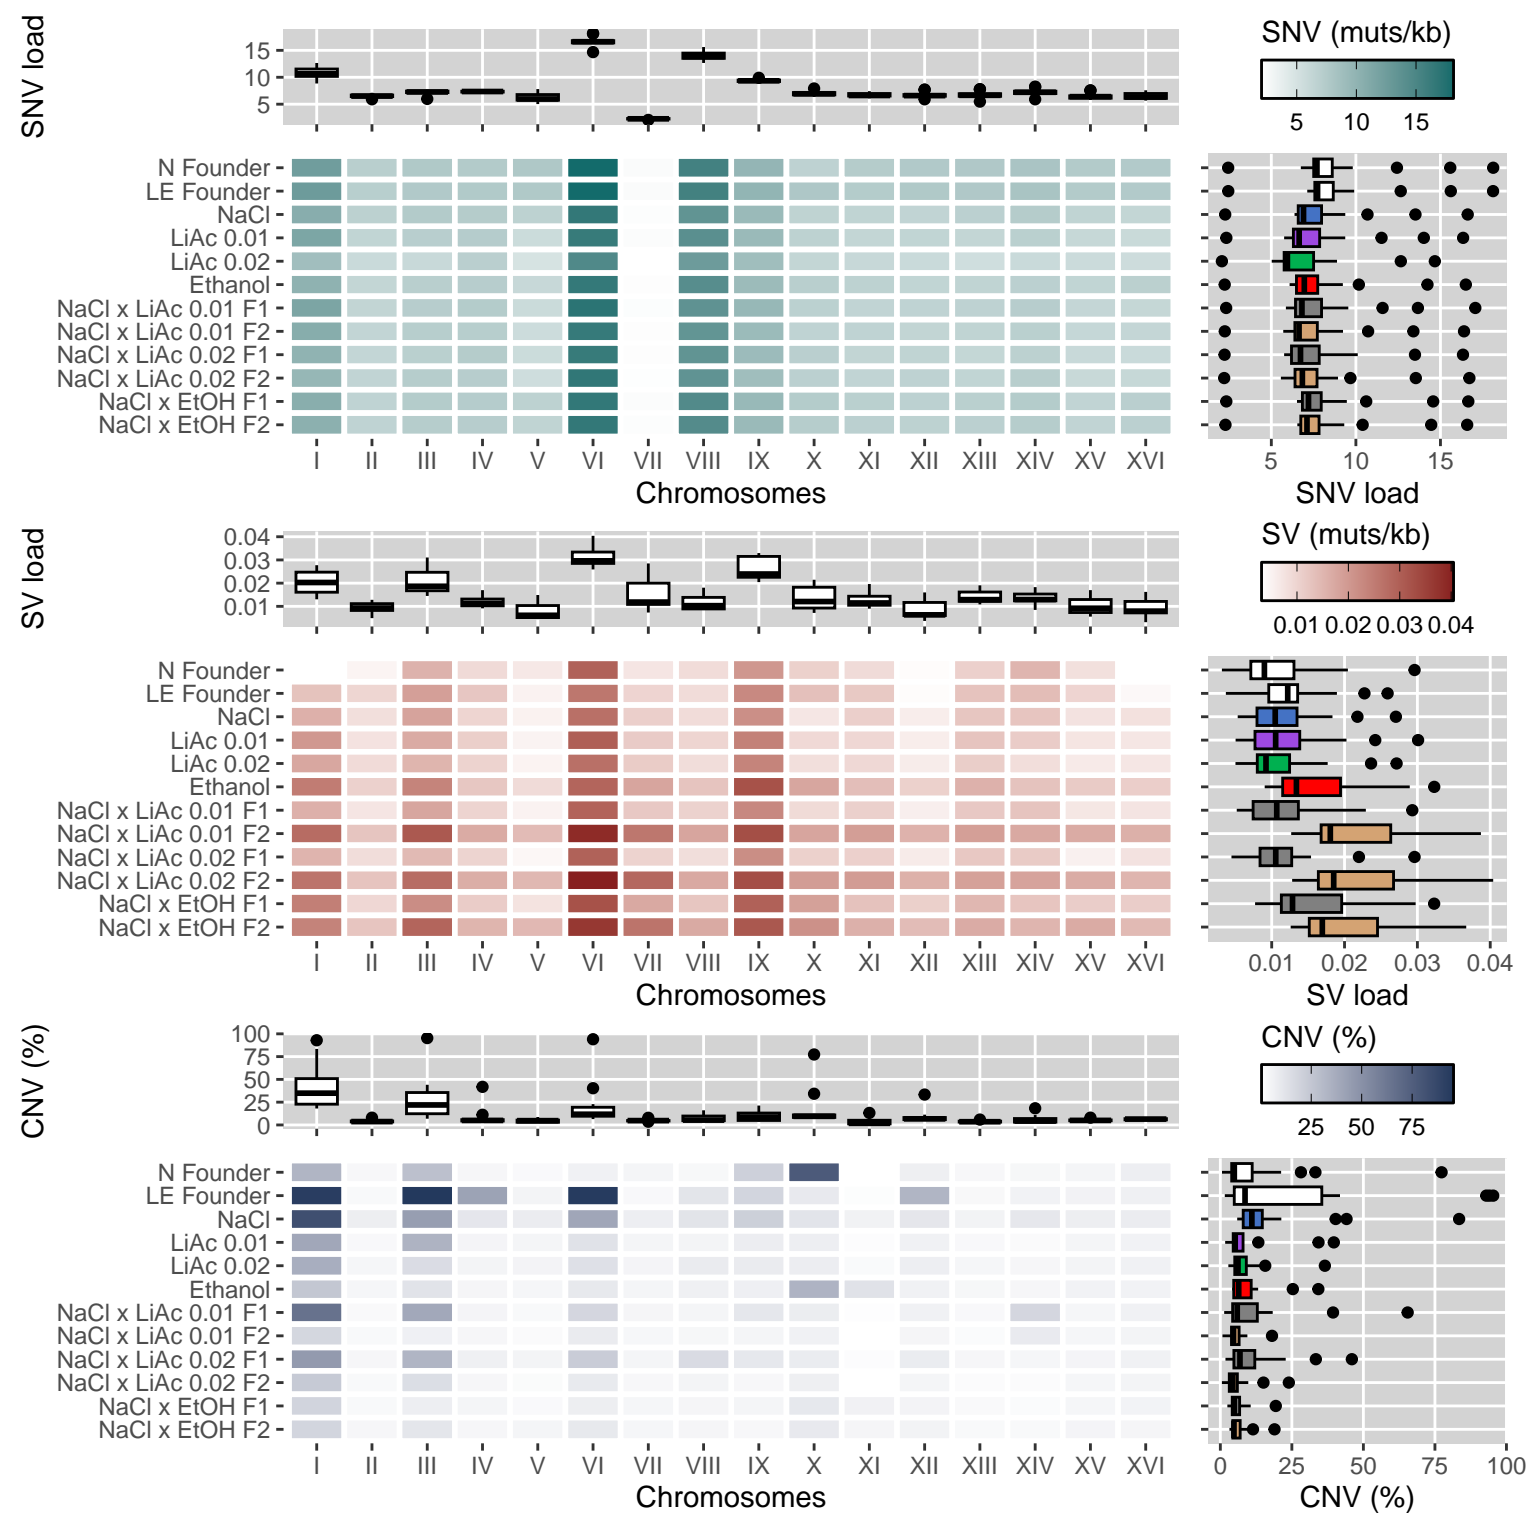 SNV load
15
10
5
SNV (muts/kb)
5 10 15
N Founder
LE Founder
NaCl
LiAc 0.01
LiAc 0.02
Ethanol
NaCl x LiAc 0.01 F1
NaCl x LiAc 0.01 F2
NaCl x LiAc 0.02 F1
NaCl x LiAc 0.02 F2
NaCl x EtOH F1
NaCl x EtOH F2
I II III IV V VI VII VIII IX X XI XII XIII XIV XV XVI
Chromosomes
5 10 15
SNV load
SV load
0.04
0.03
0.02
0.01
SV (muts/kb)
0.01 0.02 0.03 0.04
N Founder
LE Founder
NaCl
LiAc 0.01
LiAc 0.02
Ethanol
NaCl x LiAc 0.01 F1
NaCl x LiAc 0.01 F2
NaCl x LiAc 0.02 F1
NaCl x LiAc 0.02 F2
NaCl x EtOH F1
NaCl x EtOH F2
I II III IV V VI VII VIII IX X XI XII XIII XIV XV XVI
Chromosomes
0.01 0.02 0.03 0.04
SV load
CNV (%)
100
75
50
25
0
CNV (%)
25 50 75
N Founder
LE Founder
NaCl
LiAc 0.01
LiAc 0.02
Ethanol
NaCl x LiAc 0.01 F1
NaCl x LiAc 0.01 F2
NaCl x LiAc 0.02 F1
NaCl x LiAc 0.02 F2
NaCl x EtOH F1
NaCl x EtOH F2
I II III IV V VI VII VIII IX X XI XII XIII XIV XV XVI
Chromosomes
0 25 50 75 100
CNV (%)